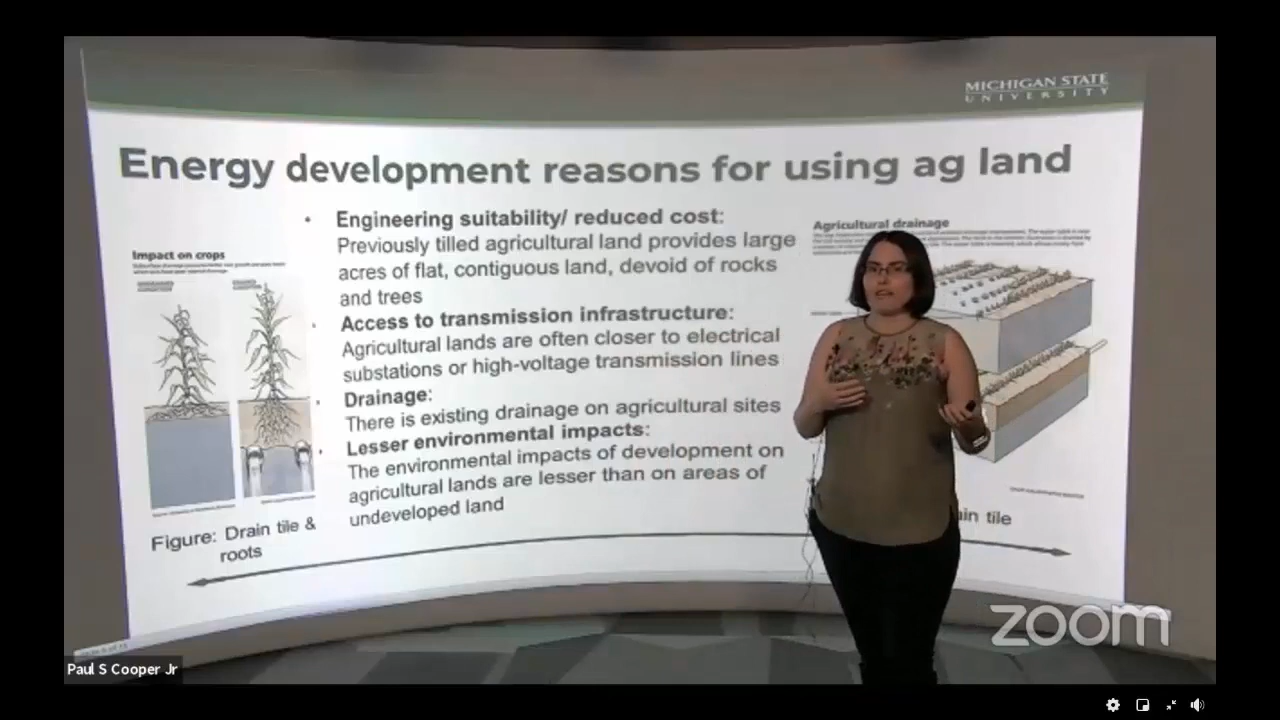 MICHIGAN STATE
UNIVERSITY
Energy development reasons for using ag land
• Engineering suitability/ reduced cost:
Previously tilled agricultural land provides large
acres of flat, contiguous land, devoid of rocks
and trees
Access to transmission infrastructure:
Agricultural lands are often closer to electrical
substations or high-voltage transmission lines
Drainage:
There is existing drainage on agricultural sites
Lesser environmental impacts:
The environmental impacts of development on
agricultural lands are lesser than on areas of
undeveloped land
Impact on crops
Figure: Drain tile &
roots
Agricultural drainage
ain tile
zoom
Paul S Cooper Jr